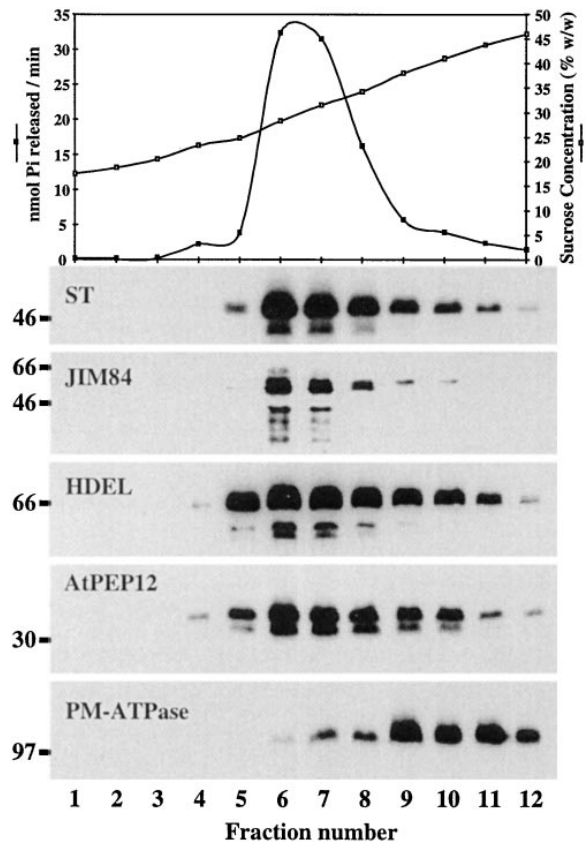 nmol Pi released / min
35
30
25
20
15
10
5
0
50
45
40
35
30
25
20
15
10
5
0
Sucrose Concentration (% w/w)
ST
46
JIM84
66
46
HDEL
66
AtPEP12
30
PM-ATPase
97
1 2 3 4 5 6 7 8 9 10 11 12
Fraction number